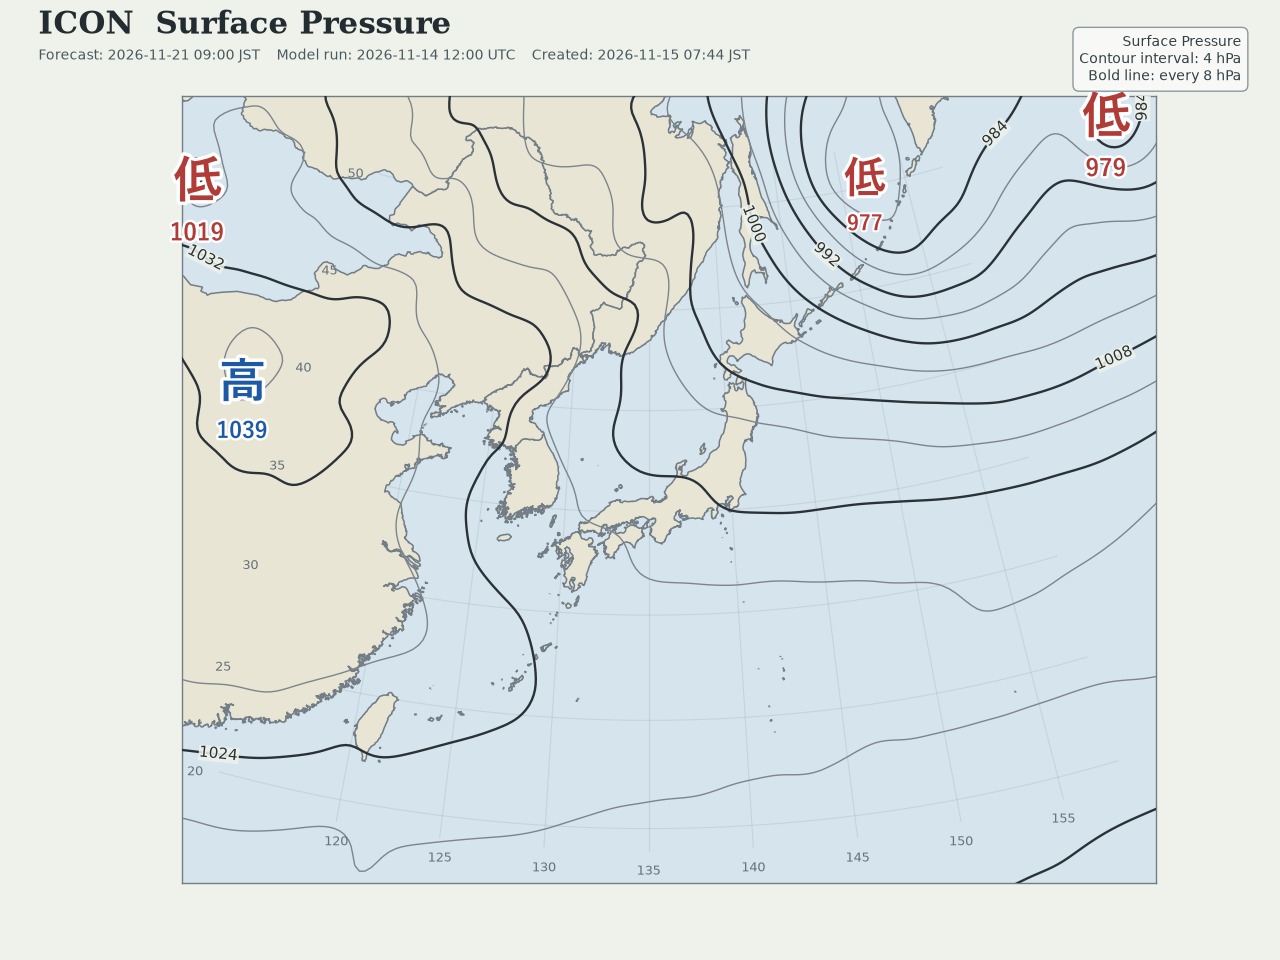 ICON Surface Pressure
Forecast: 2026-11-21 09:00 JST Model run: 2026-11-14 12:00 UTC Created: 2026-11-15 07:44 JST
Surface Pressure
Contour interval: 4 hPa
Bold line: every 8 hPa
低
979
986
984
低
1019
50
低
977
1000
992
1032
45
高
1039
40
1008
35
30
25
1024
20
120
125
130
135
140
145
150
155